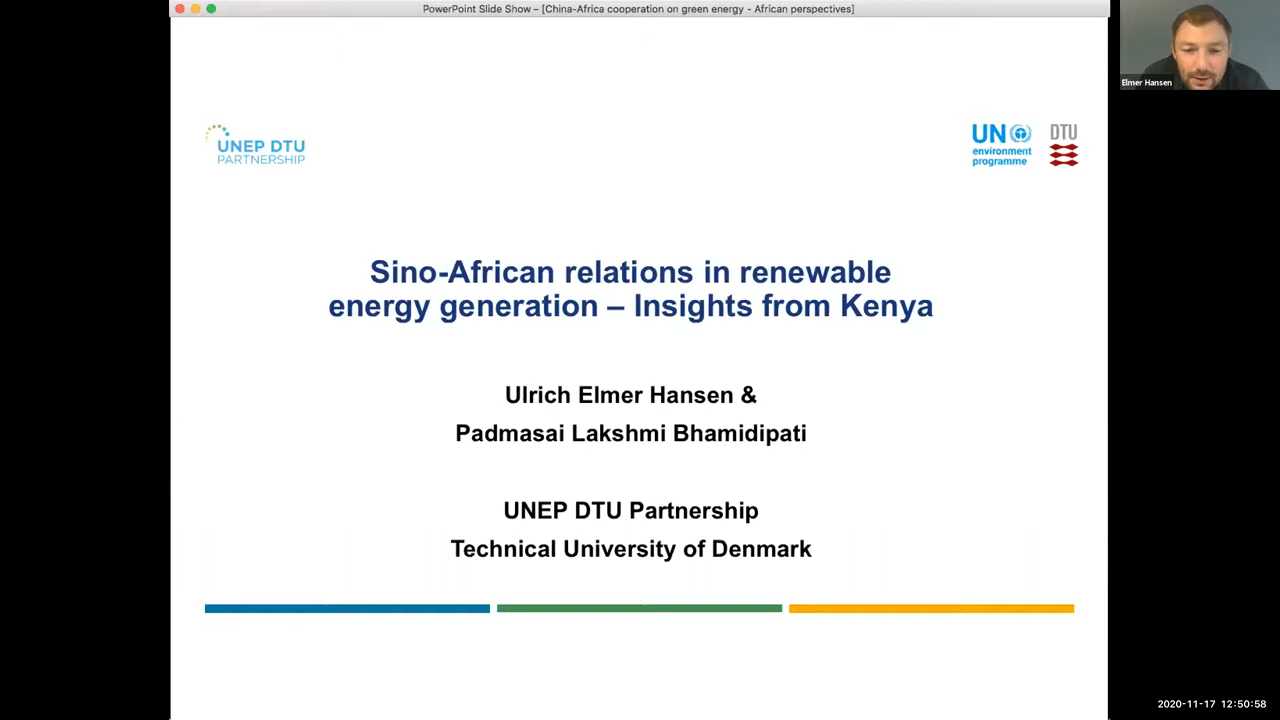 PowerPoint Slide Show – [China-Africa cooperation on green energy - African perspectives]
Elmer Hansen
UNEP DTU
PARTNERSHIP
UN
environment
programme
DTU
Sino-African relations in renewable
energy generation – Insights from Kenya
Ulrich Elmer Hansen &
Padmasai Lakshmi Bhamidipati
UNEP DTU Partnership
Technical University of Denmark
2020-11-17 12:50:58